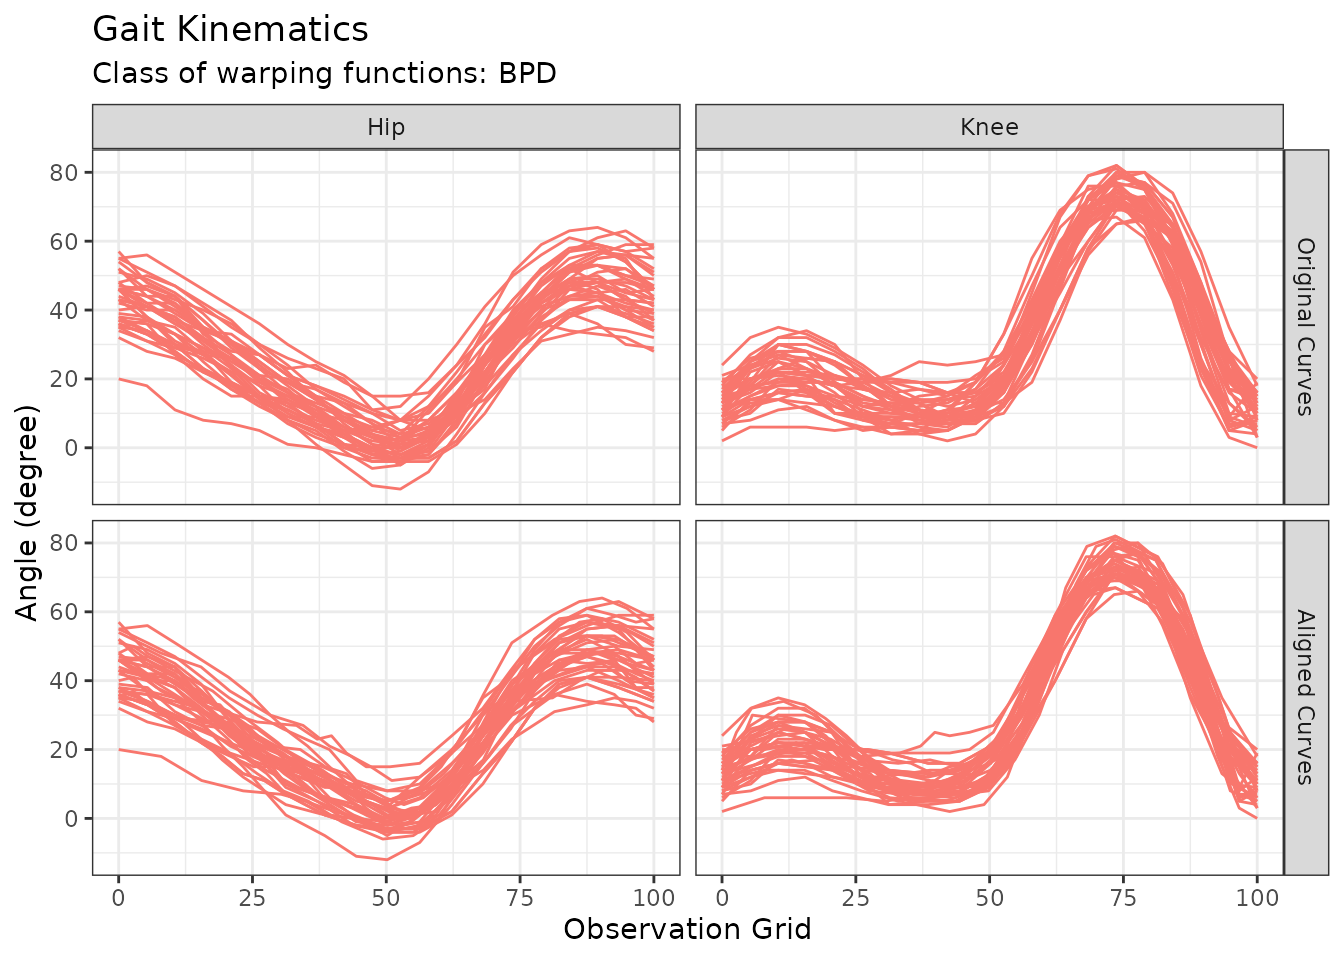 Gait Kinematics
Class of warping functions: BPD
Hip
Knee
80
60
40
20
0
Original Curves
80
60
40
20
0
Aligned Curves
Angle (degree)
0 25 50 75 100
0 25 50 75 100
Observation Grid